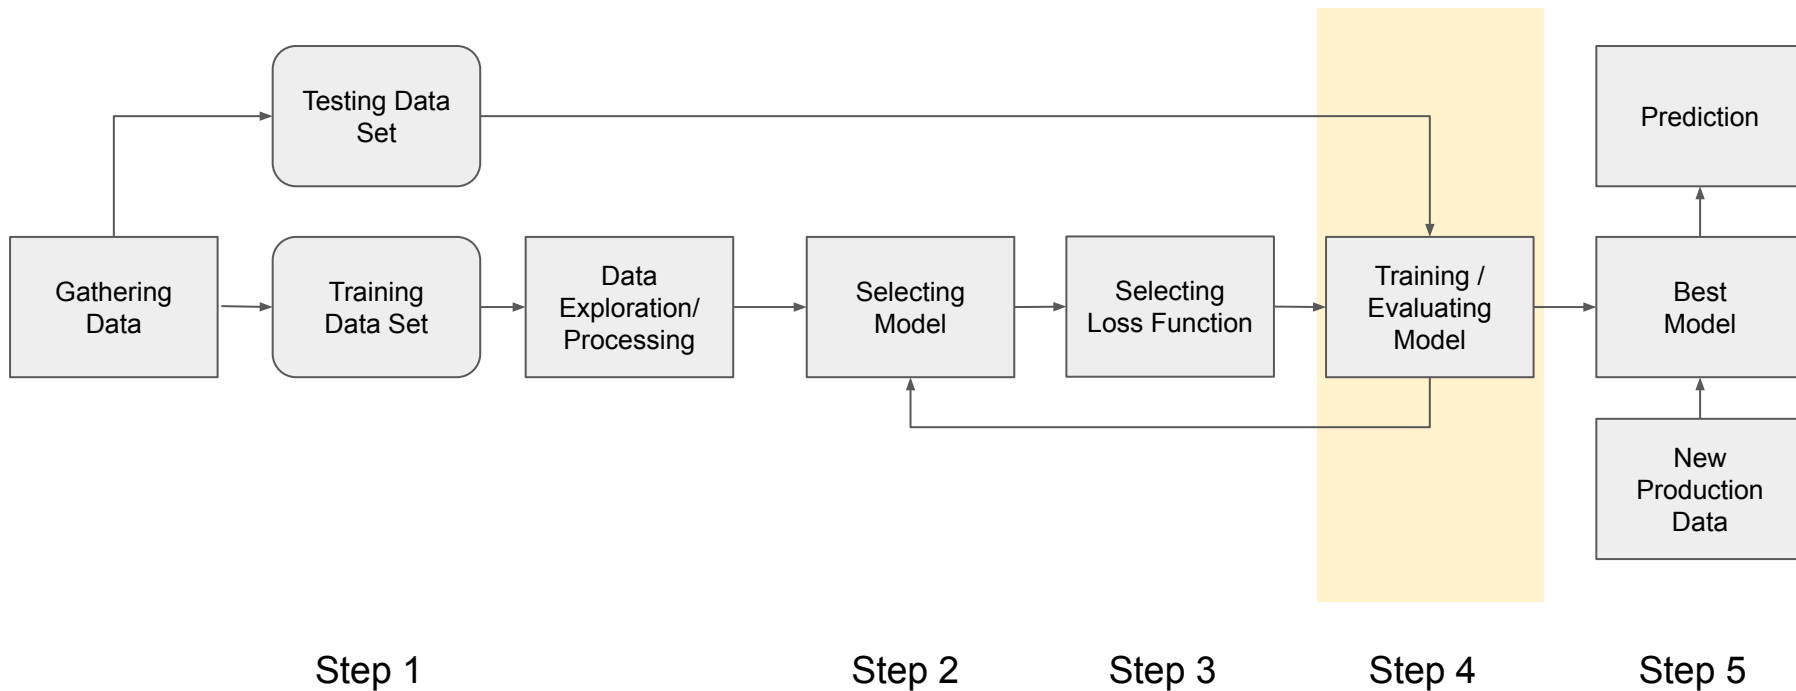 Testing Data
Set
Prediction
Gathering
Data
Training
Data Set
Data
Exploration/
Processing
Selecting
Model
Selecting
Loss Function
Training /
Evaluating
Model
Best
Model
New
Production
Data
Step 1
Step 2
Step 3
Step 4
Step 5